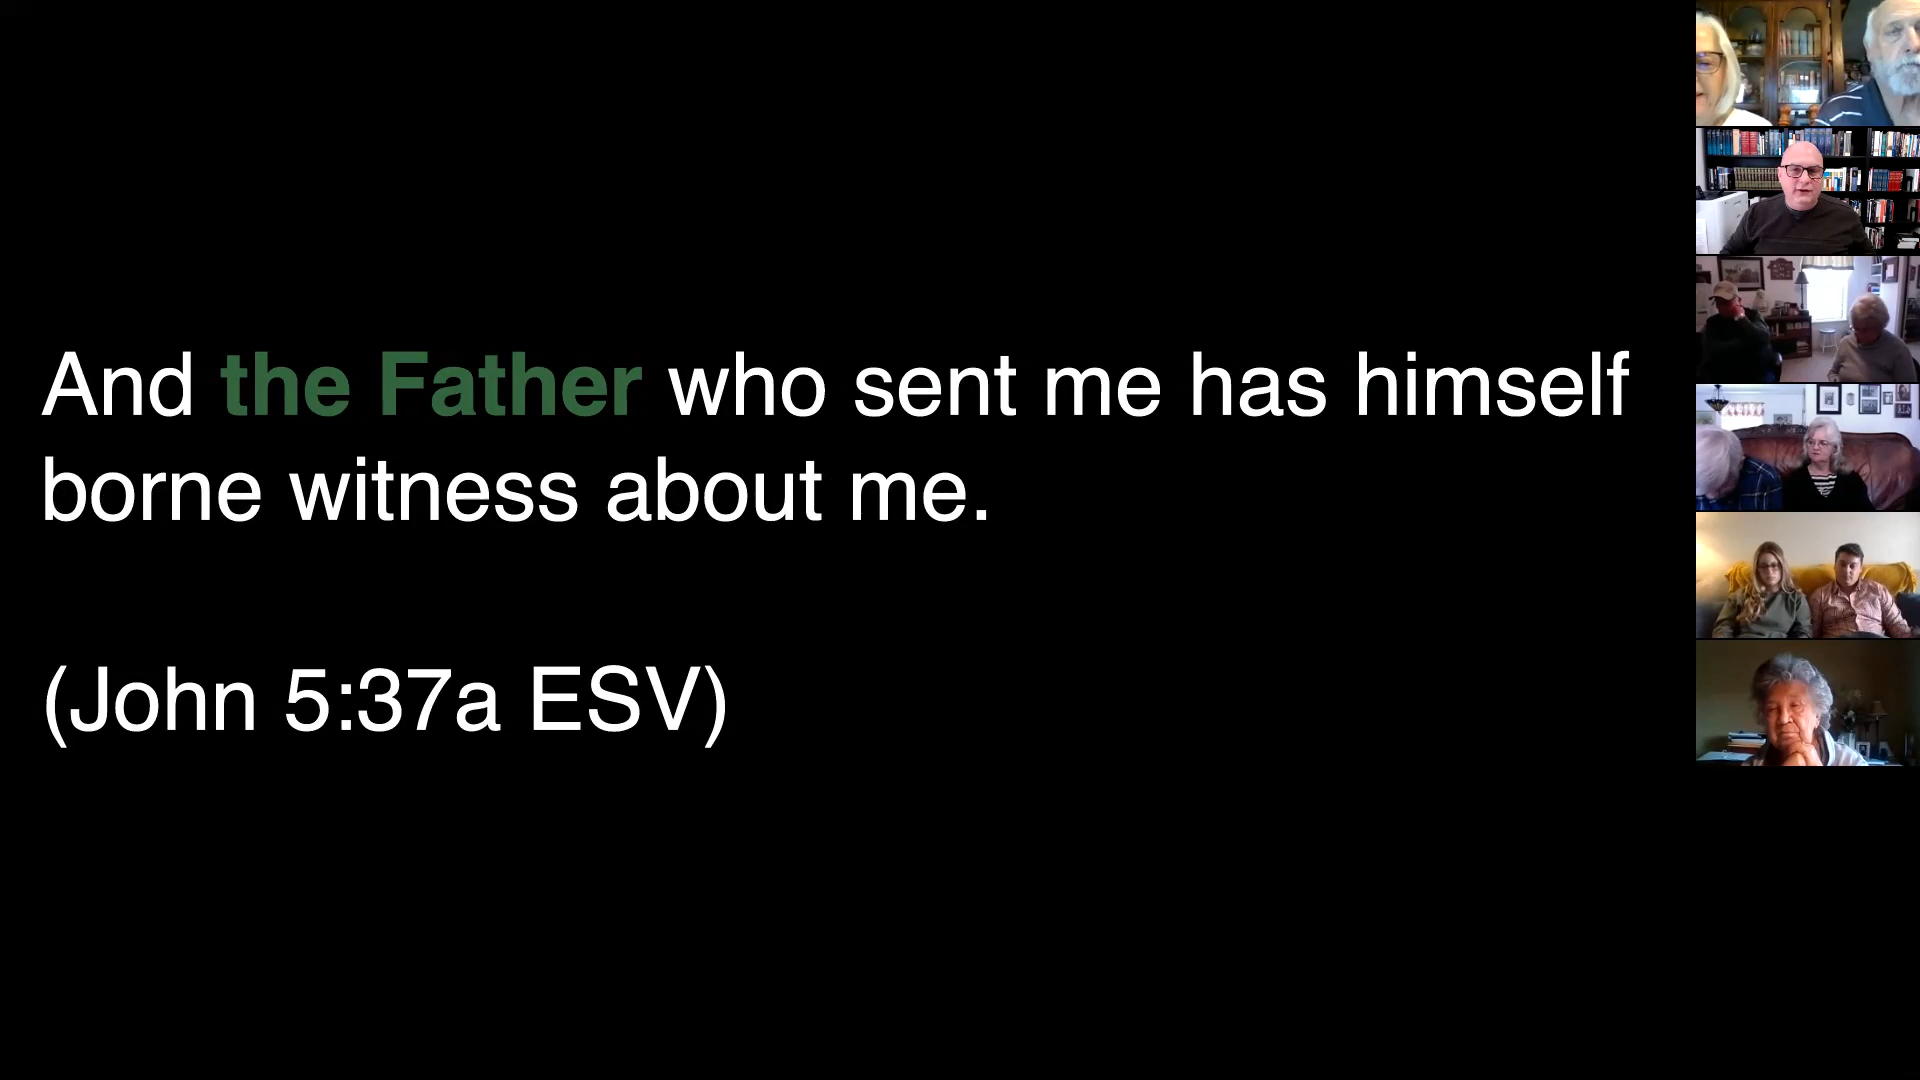 And the Father who sent me has himself
borne witness about me.
(John 5:37a ESV)